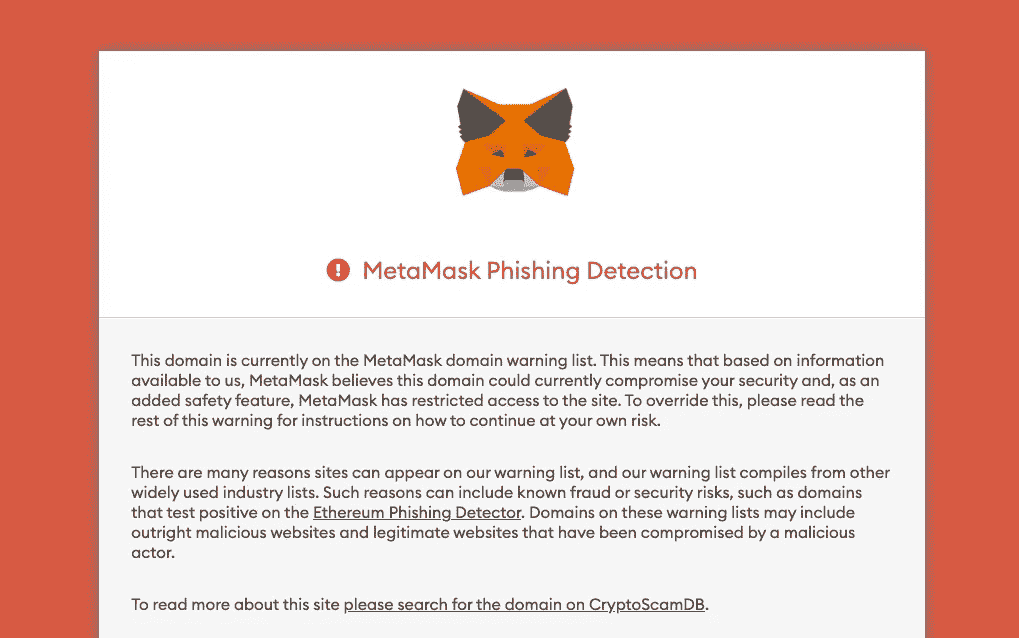 MetaMask Phishing Detection
This domain is currently on the MetaMask domain warning list. This means that based on information
available to us, MetaMask believes this domain could currently compromise your security and, as an
added safety feature, MetaMask has restricted access to the site. To override this, please read the
rest of this warning for instructions on how to continue at your own risk.
There are many reasons sites can appear on our warning list, and our warning list compiles from other
widely used industry lists. Such reasons can include known fraud or security risks, such as domains
that test positive on the Ethereum Phishing Detector. Domains on these warning lists may include
outright malicious websites and legitimate websites that have been compromised by a malicious
actor.
To read more about this site please search for the domain on CryptoScamDB.